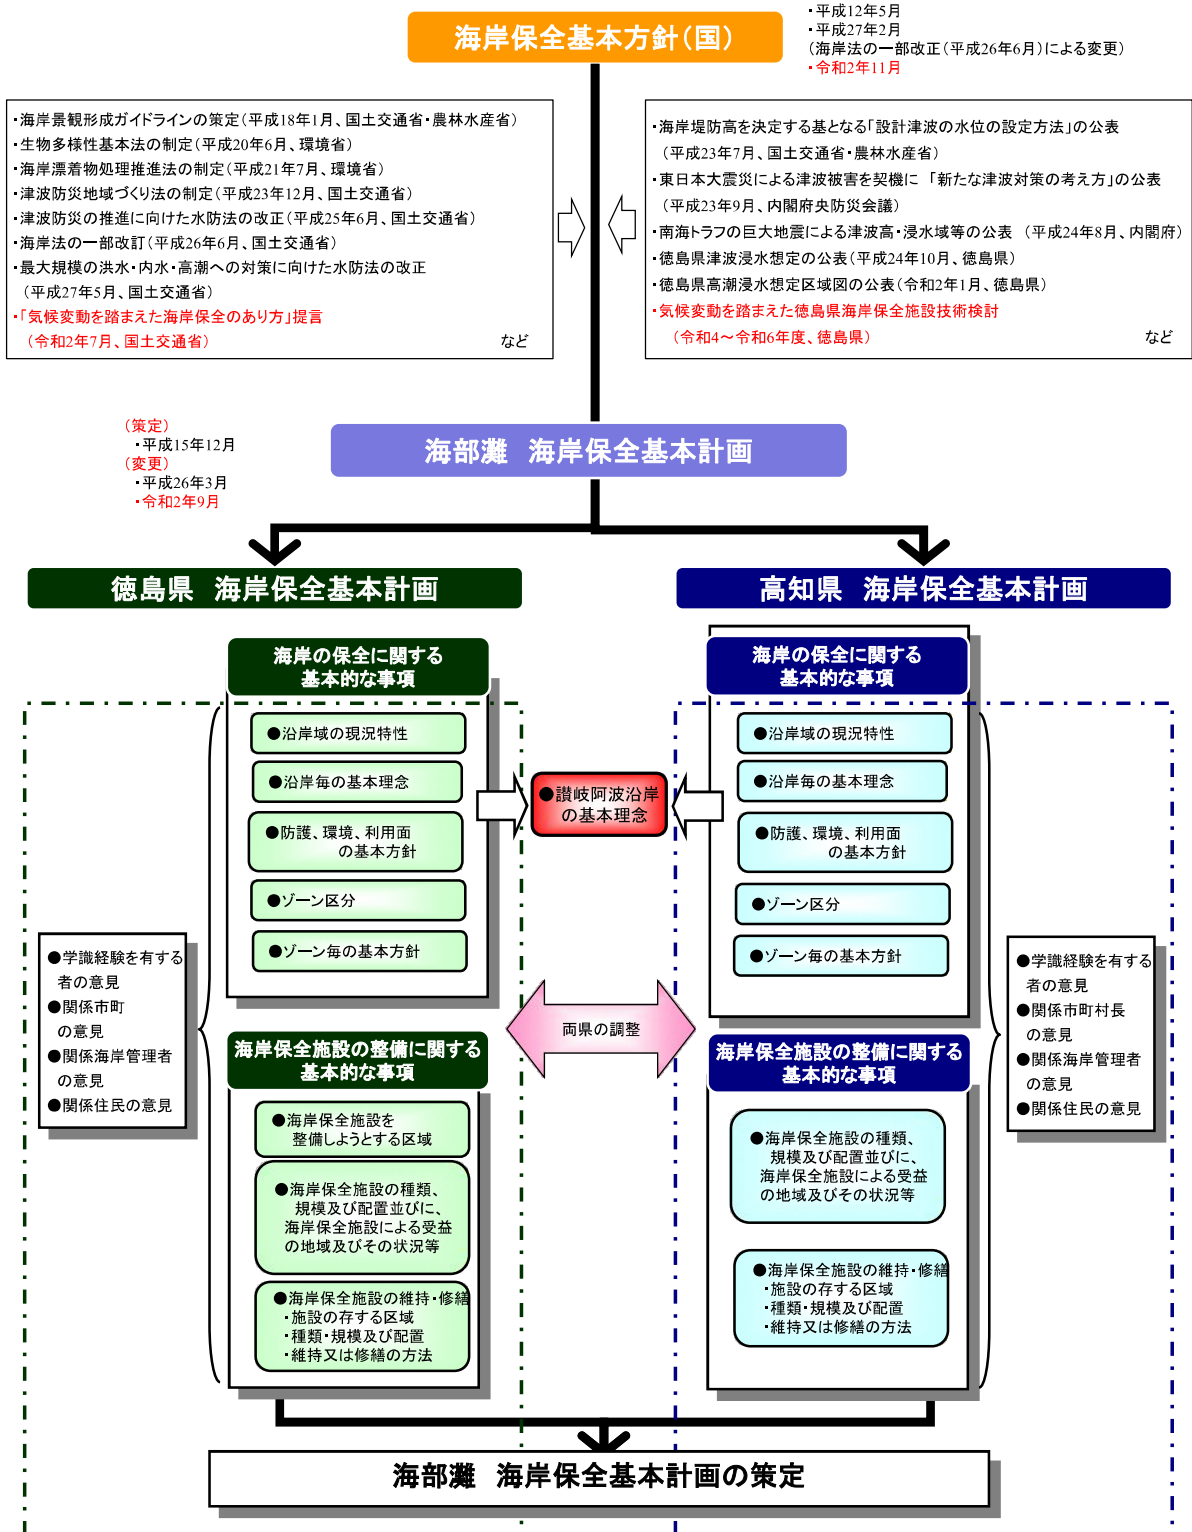 海岸保全基本方針(国)
・平成12年5月
・平成27年2月
(海岸法の一部改正(平成26年6月)による変更)
・令和2年11月
・海岸景観形成ガイドラインの策定(平成18年1月、国土交通省・農林水産省)
・生物多様性基本法の制定(平成20年6月、環境省)
・海岸漂着物処理推進法の制定(平成21年7月、環境省)
・津波防災地域づくり法の制定(平成23年12月、国土交通省)
・津波防災の推進に向けた水防法の改正(平成25年6月、国土交通省)
・海岸法の一部改訂(平成26年6月、国土交通省)
・最大規模の洪水・内水・高潮への対策に向けた水防法の改正
(平成27年5月、国土交通省)
・「気候変動を踏まえた海岸保全のあり方」提言
(令和2年7月、国土交通省)
など
・海岸堤防高を決定する基となる「設計津波の水位の設定方法」の公表
(平成23年7月、国土交通省・農林水産省)
・東日本大震災による津波被害を契機に 「新たな津波対策の考え方」の公表
(平成23年9月、内閣府央防災会議)
・南海トラフの巨大地震による津波高・浸水域等の公表 (平成24年8月、内閣府)
・徳島県津波浸水想定の公表(平成24年10月、徳島県)
・徳島県高潮浸水想定区域図の公表(令和2年1月、徳島県)
・気候変動を踏まえた徳島県海岸保全施設技術検討
(令和4～令和6年度、徳島県)
など
(策定)
・平成15年12月
(変更)
・平成26年3月
・令和2年9月
海部灘 海岸保全基本計画
徳島県 海岸保全基本計画
高知県 海岸保全基本計画
海岸の保全に関する
基本的な事項
●沿岸域の現況特性
●沿岸毎の基本理念
●防護、環境、利用面
の基本方針
●ゾーン区分
●ゾーン毎の基本方針
●讃岐阿波沿岸
の基本理念
海岸の保全に関する
基本的な事項
●沿岸域の現況特性
●沿岸毎の基本理念
●防護、環境、利用面
の基本方針
●ゾーン区分
●ゾーン毎の基本方針
●学識経験を有する
者の意見
●関係市町
の意見
●関係海岸管理者
の意見
●関係住民の意見
両県の調整
●学識経験を有する
者の意見
●関係市町村長
の意見
●関係海岸管理者
の意見
●関係住民の意見
海岸保全施設の整備に関する
基本的な事項
●海岸保全施設を
整備しようとする区域
●海岸保全施設の種類、
規模及び配置並びに、
海岸保全施設による受益
の地域及びその状況等
●海岸保全施設の維持・修繕
・施設の存する区域
・種類・規模及び配置
・維持又は修繕の方法
海岸保全施設の整備に関する
基本的な事項
●海岸保全施設の種類、
規模及び配置並びに、
海岸保全施設による受益
の地域及びその状況等
●海岸保全施設の維持・修繕
・施設の存する区域
・種類・規模及び配置
・維持又は修繕の方法
海部灘 海岸保全基本計画の策定